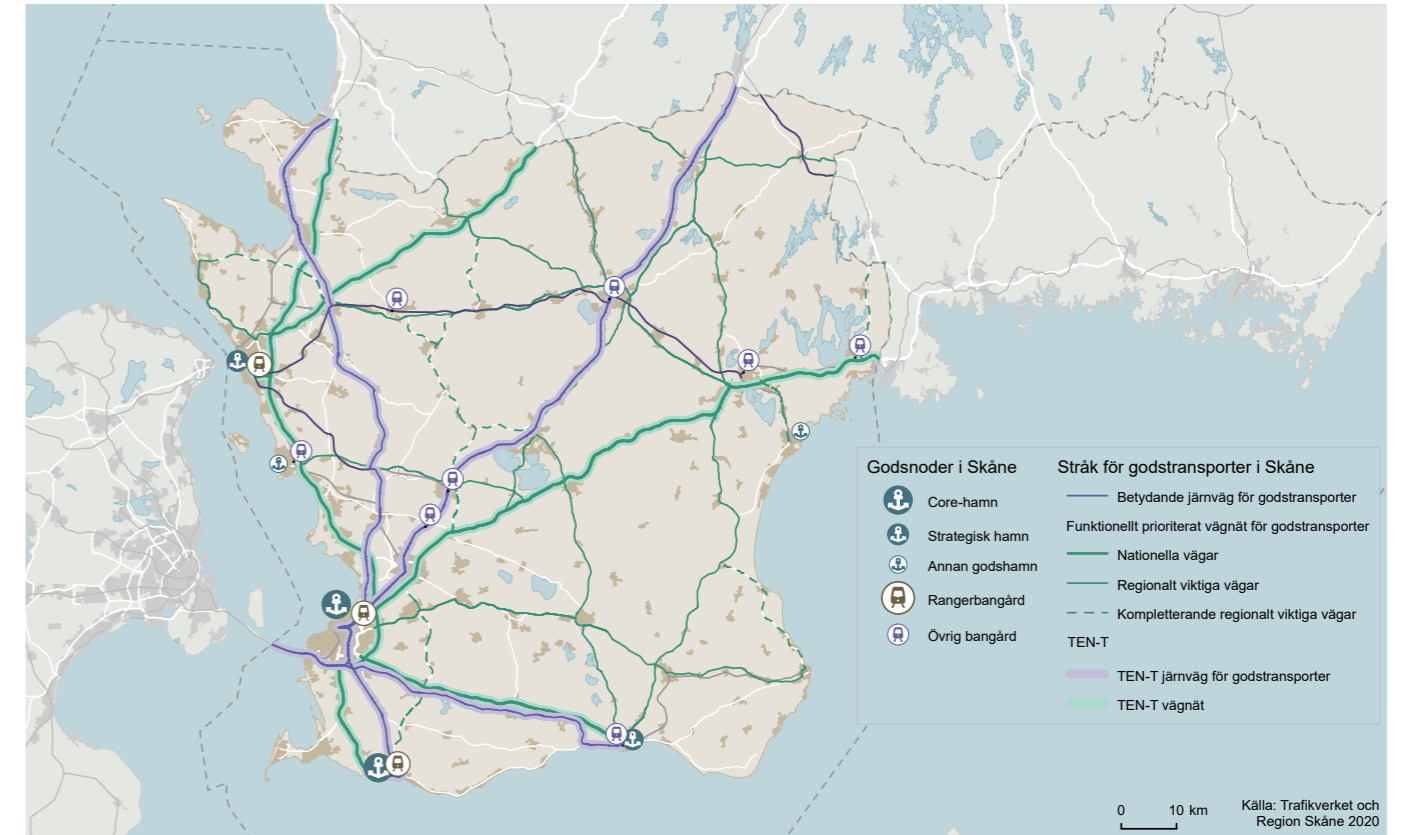 Godsnoder i Skåne
Core-hamn
Strategisk hamn
Annan godshamn
Rangerbangård
Övrig bangård
Stråk för godstransporter i Skåne
Betydande järnväg för godstransporter
Funktionellt prioriterat vägnät för godstransporter
Nationella vägar
Regionalt viktiga vägar
Kompletterande regionalt viktiga vägar
TEN-T
TEN-T järnväg för godstransporter
TEN-T vägnät
0 10 km
Källa: Trafikverket och
Region Skåne 2020